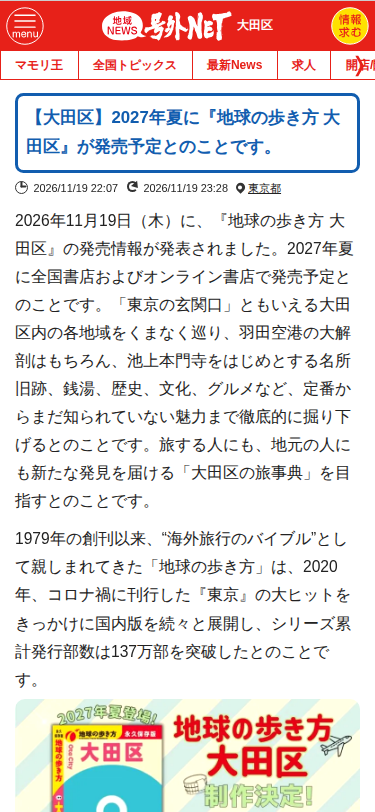 menu
地域
NEWS
号外NET
大田区
情報
求む
マモリ王
全国トピックス
最新News
求人
開店/
【大田区】2027年夏に『地球の歩き方 大
田区』が発売予定とのことです。
2026/11/19 22:07
2026/11/19 23:28
東京都
2026年11月19日（木）に、『地球の歩き方 大
田区』の発売情報が発表されました。2027年夏
に全国書店およびオンライン書店で発売予定と
のことです。「東京の玄関口」ともいえる大田
区内の各地域をくまなく巡り、羽田空港の大解
剖はもちろん、池上本門寺をはじめとする名所
旧跡、銭湯、歴史、文化、グルメなど、定番か
らまだ知られていない魅力まで徹底的に掘り下
げるとのことです。旅する人にも、地元の人に
も新たな発見を届ける「大田区の旅事典」を目
指すとのことです。
1979年の創刊以来、“海外旅行のバイブル”とし
て親しまれてきた「地球の歩き方」は、2020
年、コロナ禍に刊行した『東京』の大ヒットを
きっかけに国内版を続々と展開し、シリーズ累
計発行部数は137万部を突破したとのことで
す。
2027年夏登場!
地球の歩き方
永久保存版
大田区
Ota City
地球の歩き方
地球の歩き方
大田区
制作決定!